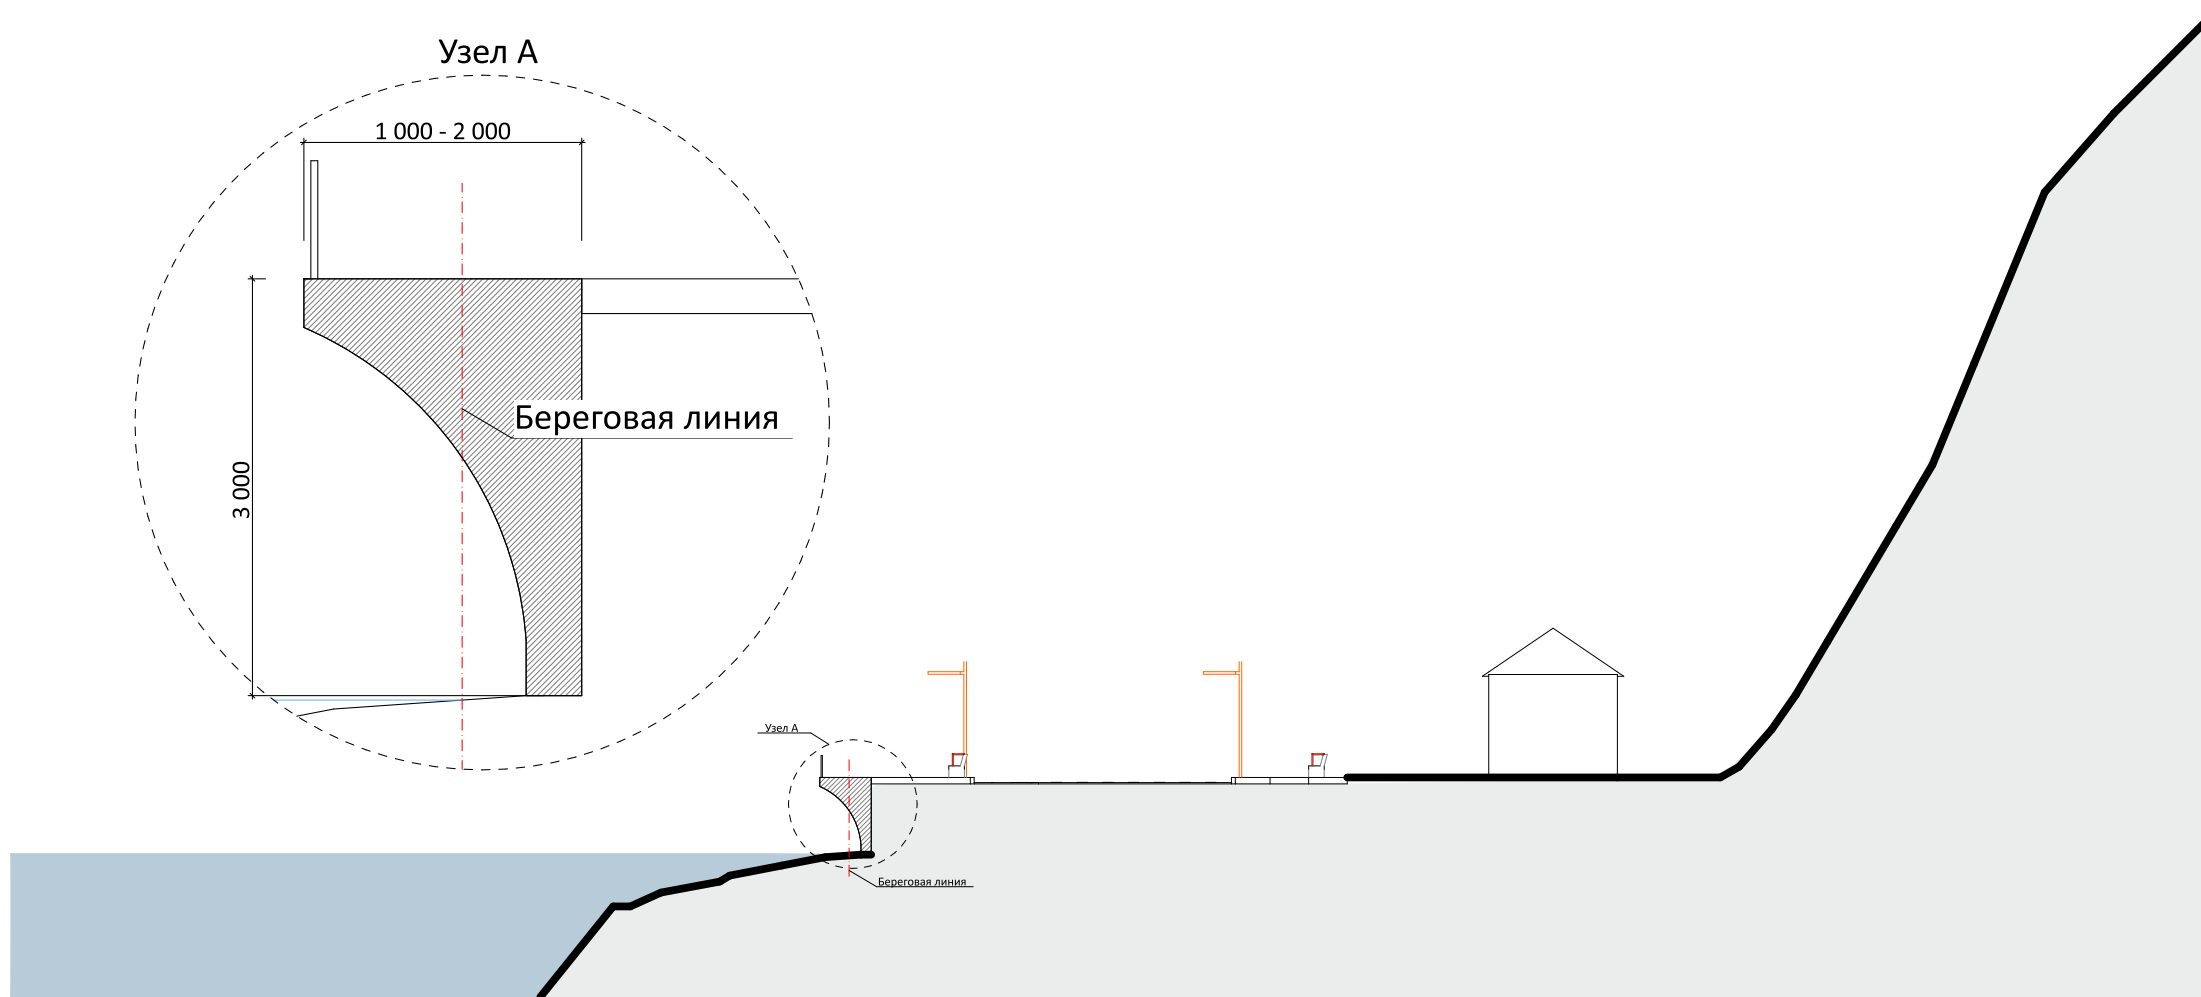 Узел А
1 000 - 2 000
Береговая линия
3 000
Узел А
Береговая линия